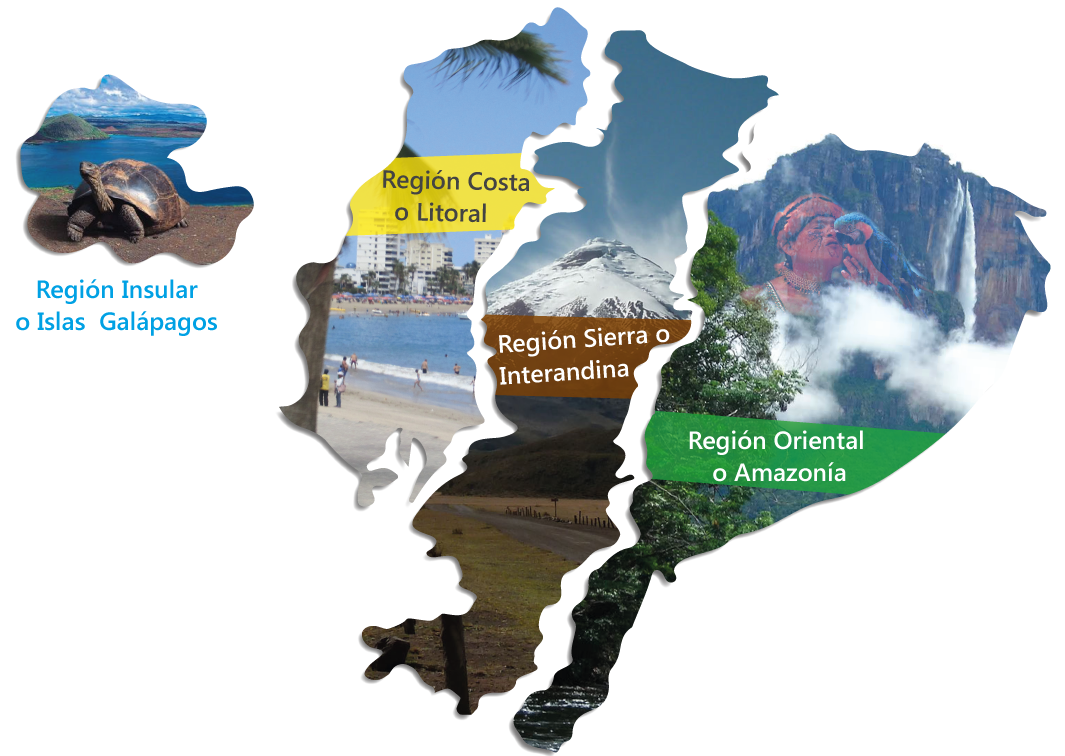 Región Insular
o Islas Galápagos
Región Costa
o Litoral
Región Sierra o
Interandina
Región Oriental
o Amazonía